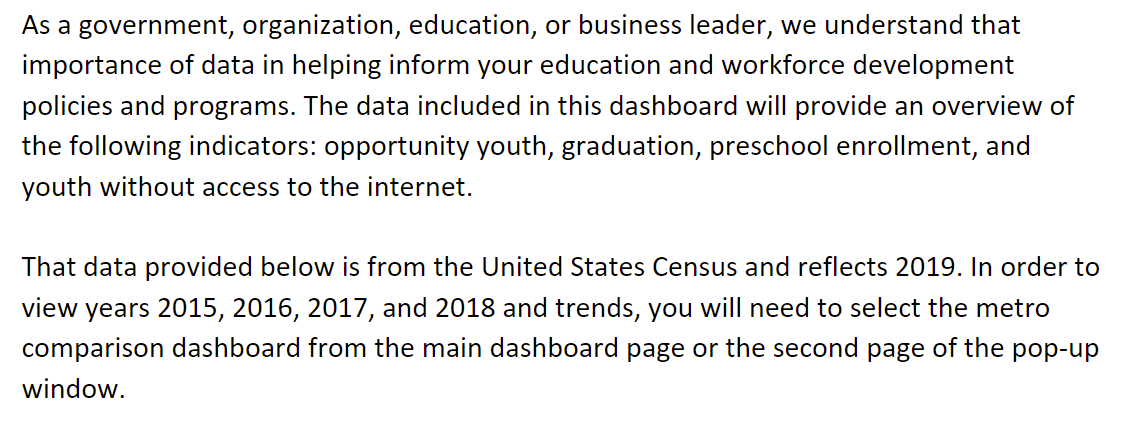 As a government, organization, education, or business leader, we understand that
importance of data in helping inform your education and workforce development
policies and programs. The data included in this dashboard will provide an overview of
the following indicators: opportunity youth, graduation, preschool enrollment, and
youth without access to the internet.
That data provided below is from the United States Census and reflects 2019. In order to
view years 2015, 2016, 2017, and 2018 and trends, you will need to select the metro
comparison dashboard from the main dashboard page or the second page of the pop-up
window.